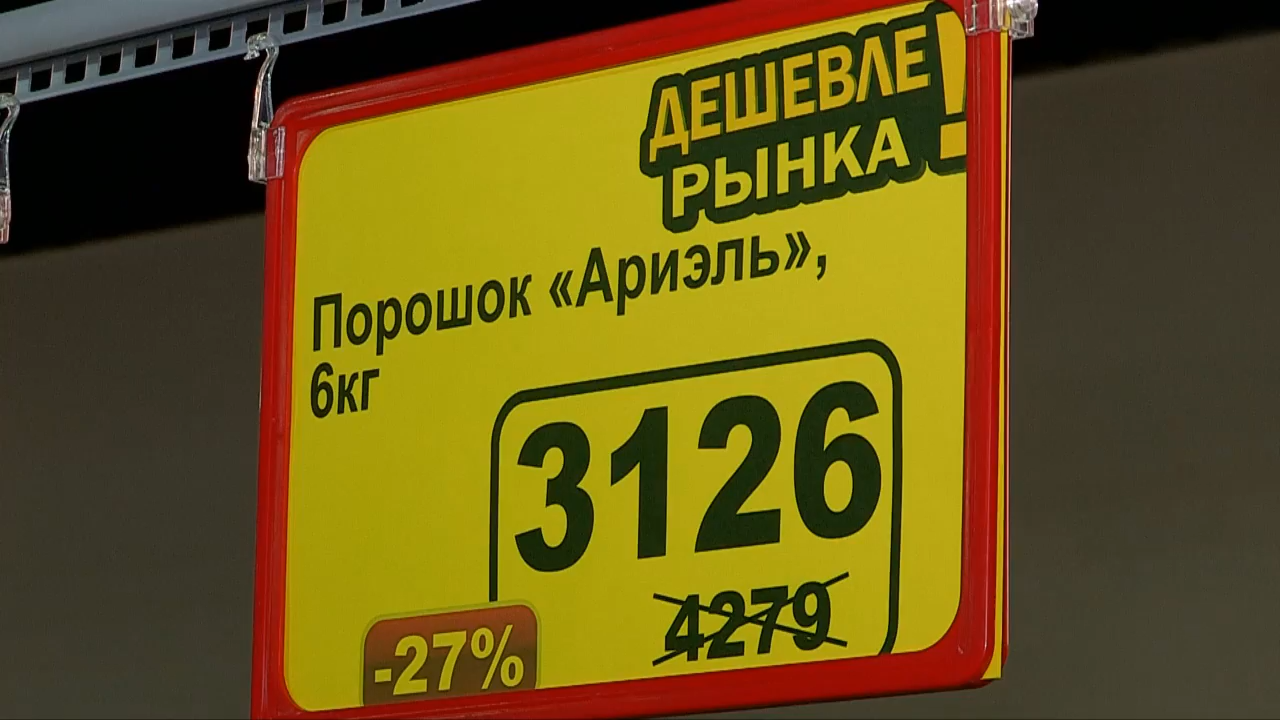 ДЕШЕВЛЕ
РЫНКА!
Порошок «Ариэль»,
6кг
3126
4279
-27%